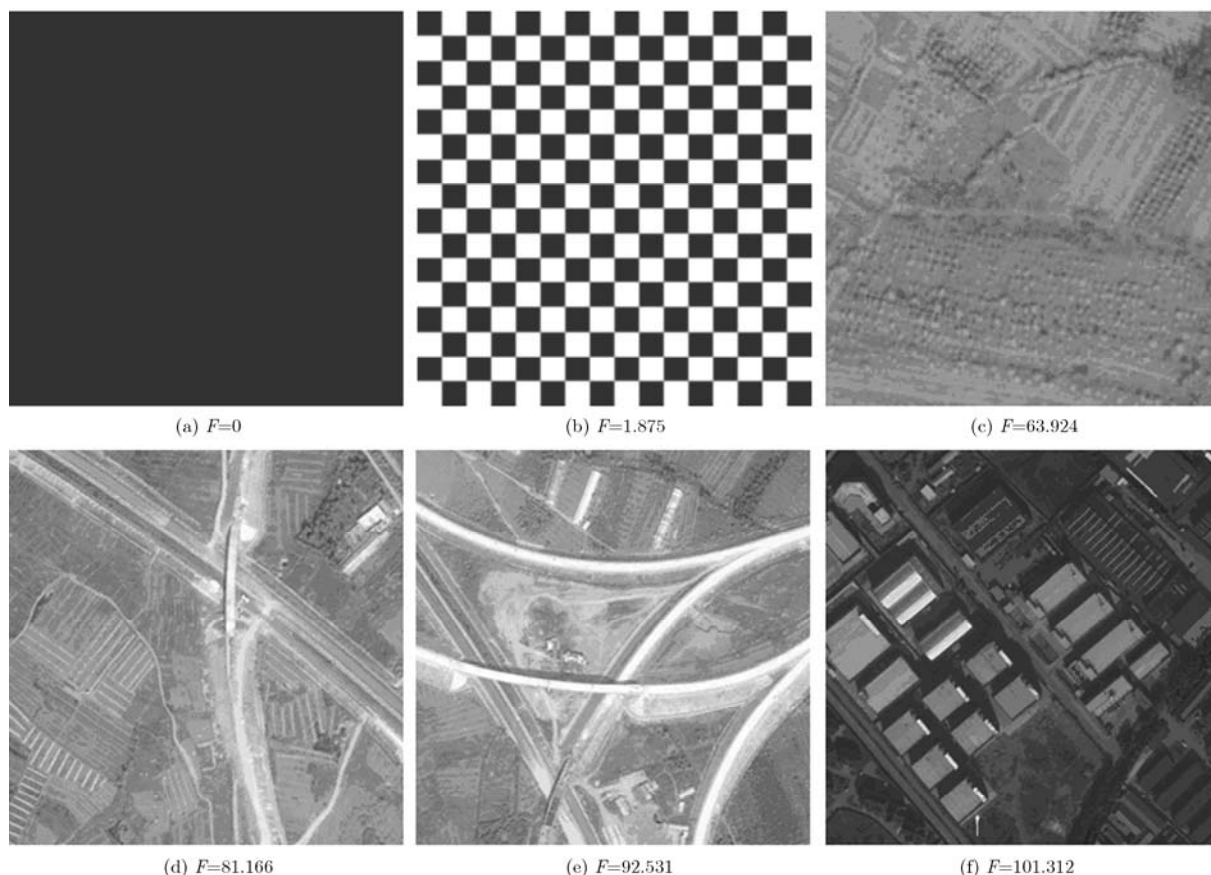 (a) F=0
(b) F=1.875
(c) F=63.924
(d) F=81.166
(e) F=92.531
(f) F=101.312